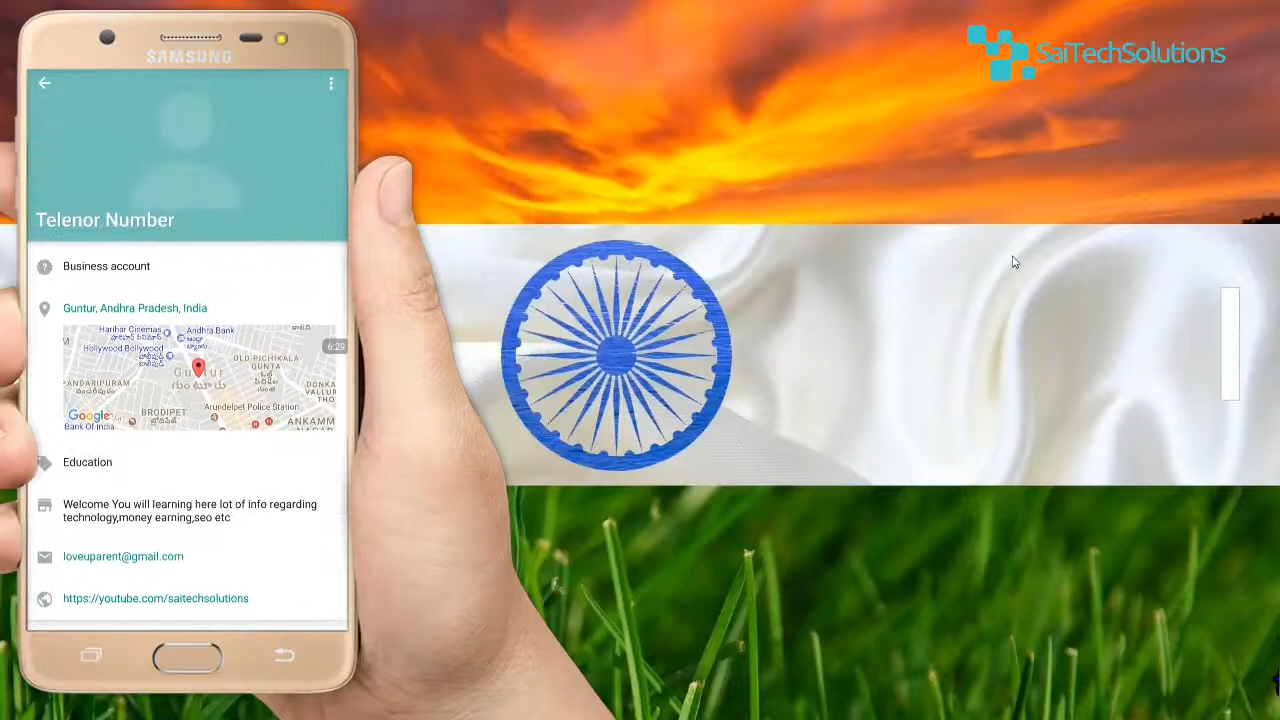 SAMSUNG
SaiTechSolutions
Telenor Number
Business account
Guntur, Andhra Pradesh, India
Harihar Cinemas
Andhra Bank
Hollywood Bollywood
6:29
OLD PICHIKALA
GUNTA
Guntur
PANDARIPURAM
DONKA
VALLUR
Arundelpet Police Station
BRODIPET
బ్రోడీపేట్
ANKAMM
Google
Bank Of India
Education
Welcome You will learning here lot of info regarding
technology,money earning,seo etc
loveuparent@gmail.com
https://youtube.com/saitechsolutions